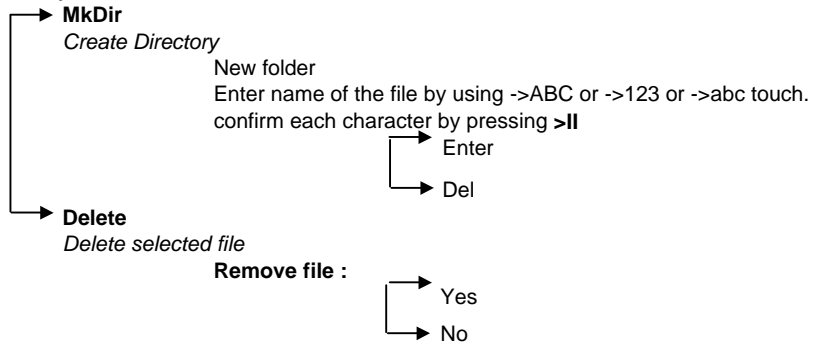 MkDir
Create Directory
New folder
Enter name of the file by using ->ABC or ->123 or ->abc touch.
confirm each character by pressing >II
Enter
Del
Delete
Delete selected file
Remove file :
Yes
No